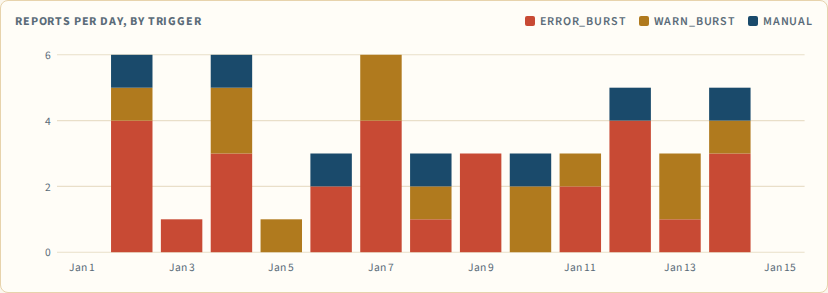 REPORTS PER DAY, BY TRIGGER
ERROR_BURST WARN_BURST MANUAL
6
4
2
0
Jan 1 Jan 3 Jan 5 Jan 7 Jan 9 Jan 11 Jan 13 Jan 15